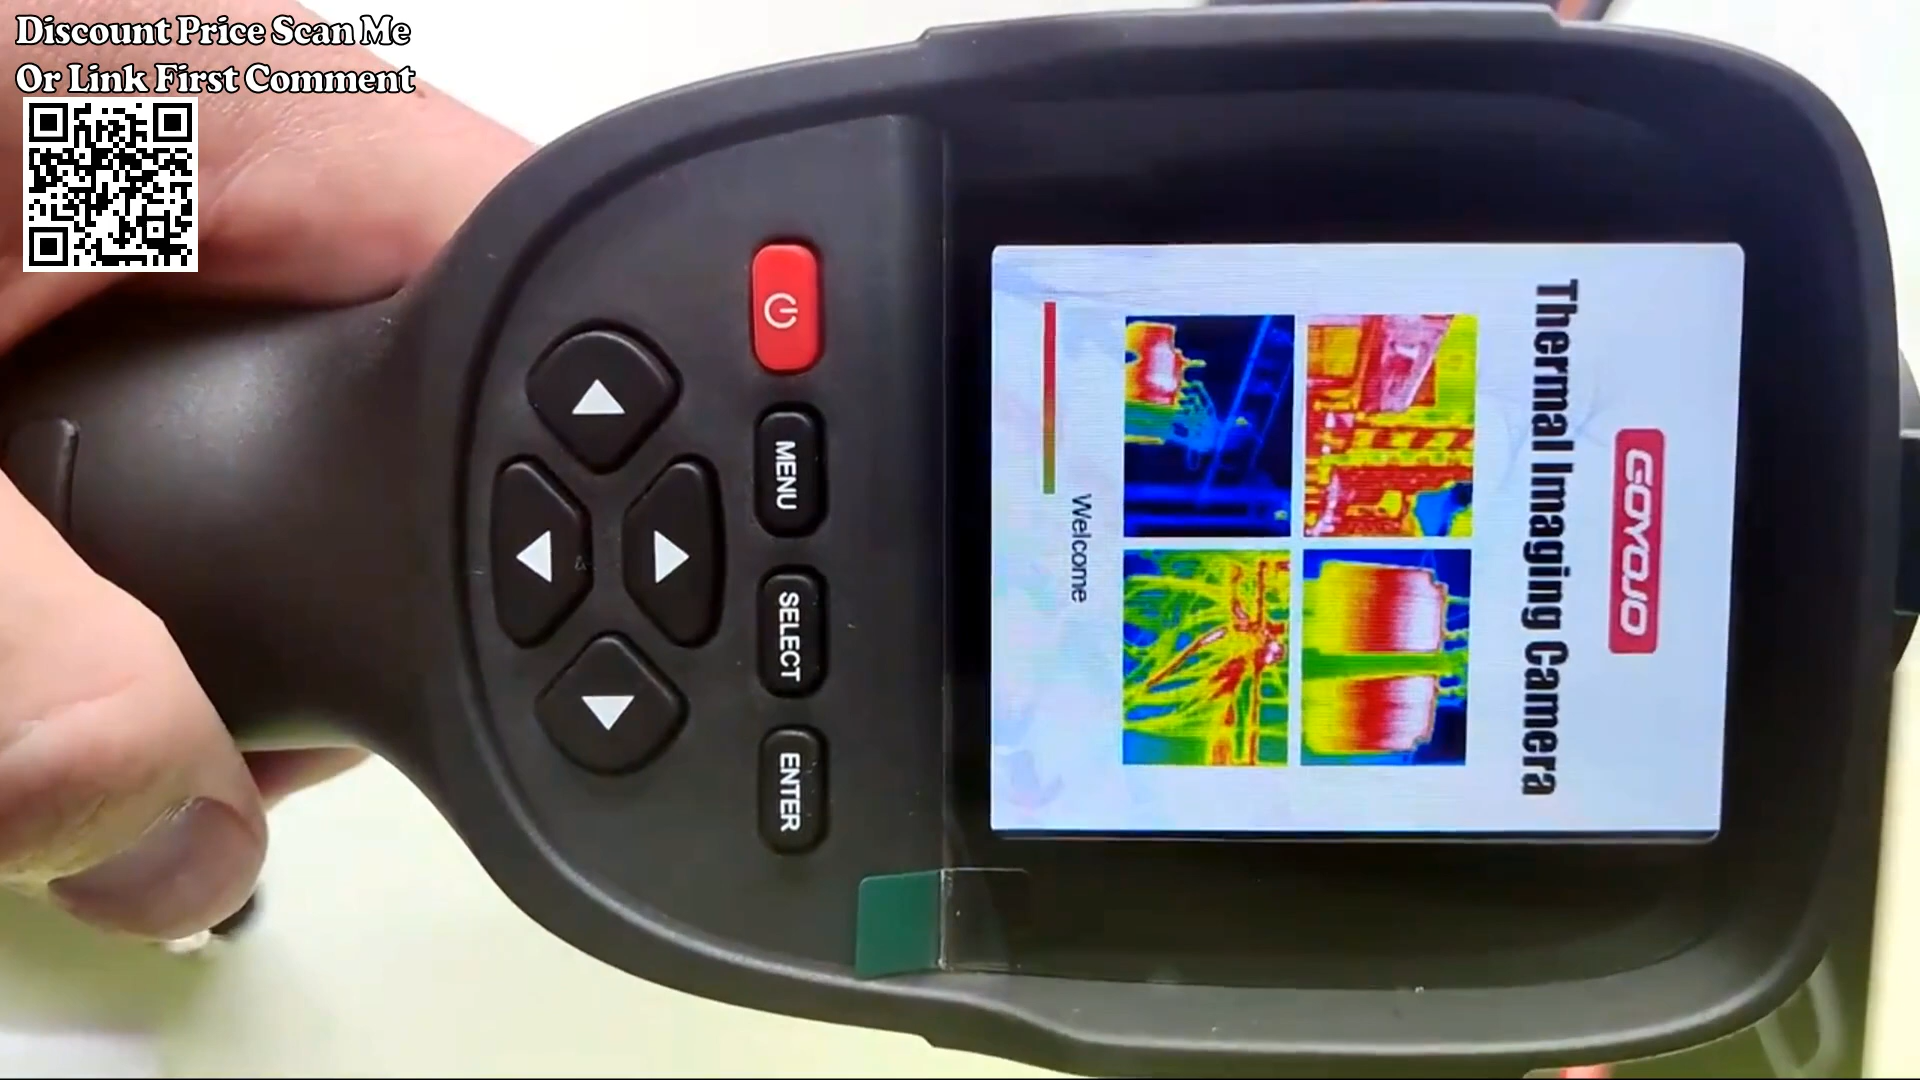 Discount Price Scan Me
Or Link First Comment
GOYOJO
Thermal Imaging Camera
Welcome
MENU
SELECT
ENTER